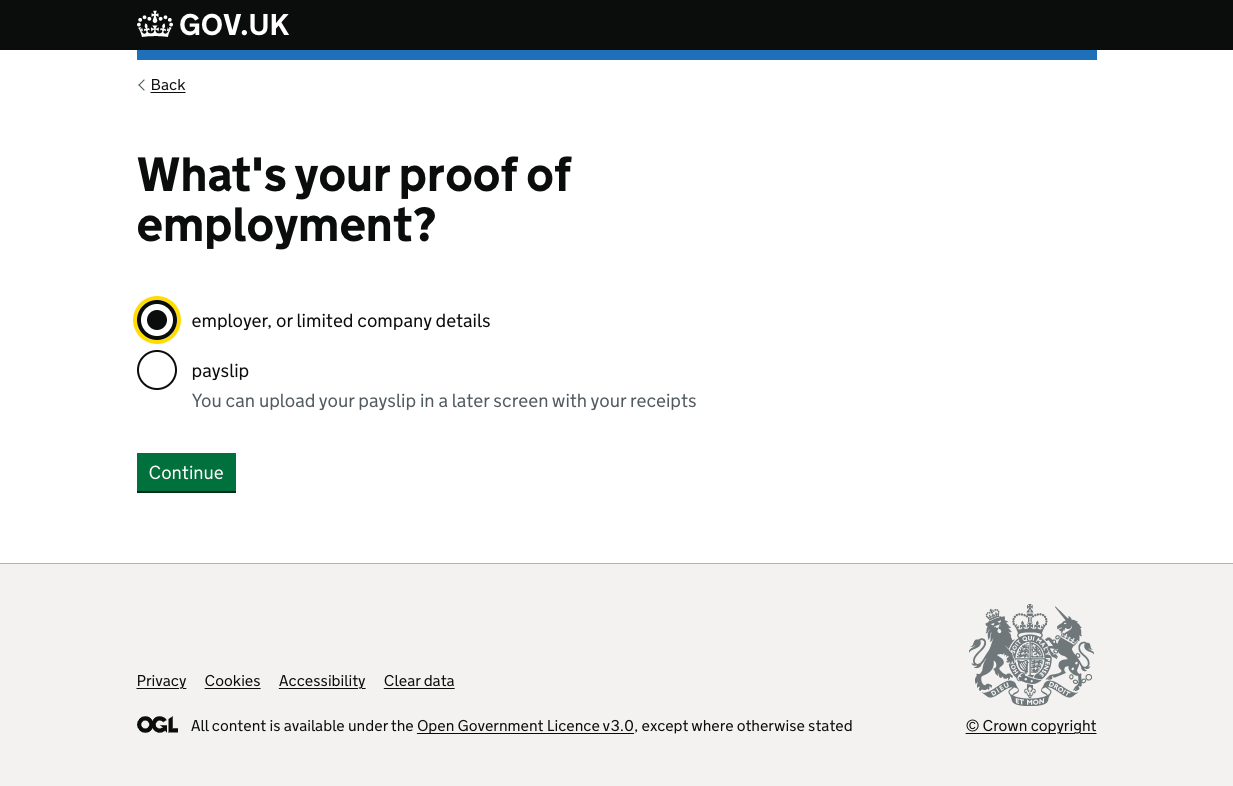 GOV.UK
Back
What's your proof of
employment?
employer, or limited company details
payslip
You can upload your payslip in a later screen with your receipts
Continue
Privacy Cookies Accessibility Clear data
OGL All content is available under the Open Government Licence v3.0, except where otherwise stated
DIEU ET MON DROIT
© Crown copyright